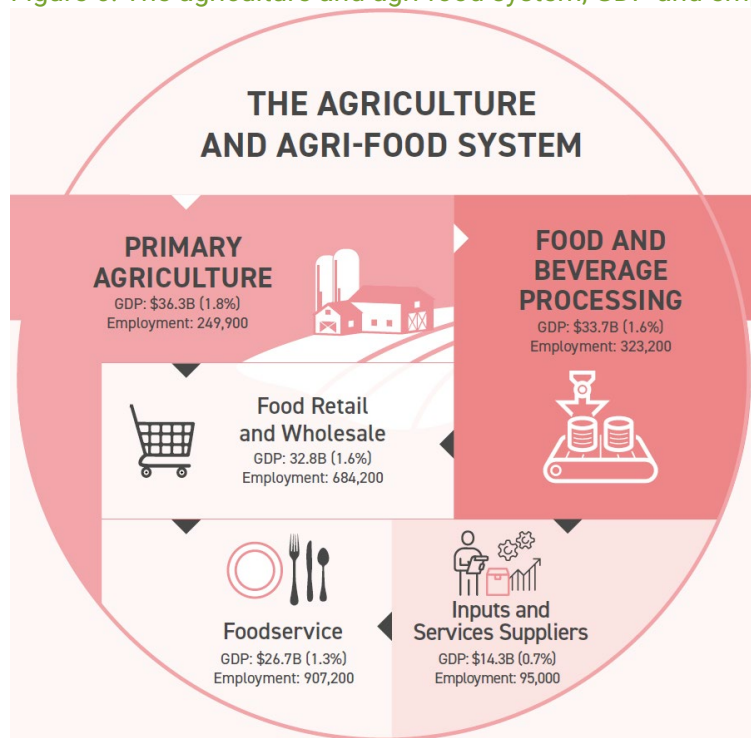 THE AGRICULTURE
AND AGRI-FOOD SYSTEM
PRIMARY
AGRICULTURE
GDP: $36.3B (1.8%)
Employment: 249,900
FOOD AND
BEVERAGE
PROCESSING
GDP: $33.7B (1.6%)
Employment: 323,200
Food Retail
and Wholesale
GDP: 32.8B (1.6%)
Employment: 684,200
Foodservice
GDP: $26.7B (1.3%)
Employment: 907,200
Inputs and
Services Suppliers
GDP: $14.3B (0.7%)
Employment: 95,000